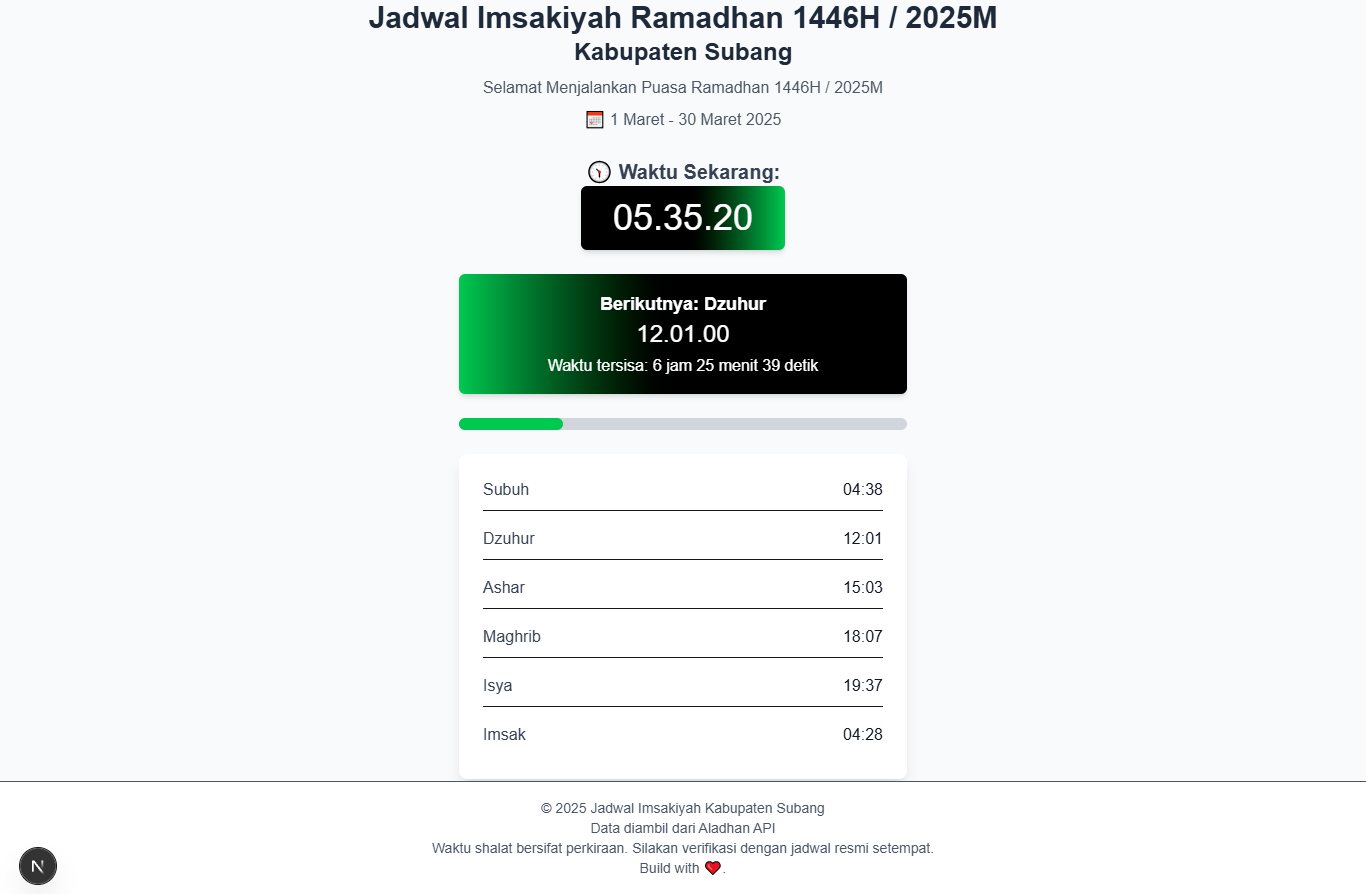 Jadwal Imsakiyah Ramadhan 1446H / 2025M
Kabupaten Subang
Selamat Menjalankan Puasa Ramadhan 1446H / 2025M
1 Maret - 30 Maret 2025
Waktu Sekarang:
05.35.20
Berikutnya: Dzuhur
12.01.00
Waktu tersisa: 6 jam 25 menit 39 detik
Subuh 04:38
Dzuhur 12:01
Ashar 15:03
Maghrib 18:07
Isya 19:37
Imsak 04:28
© 2025 Jadwal Imsakiyah Kabupaten Subang
Data diambil dari Aladhan API
Waktu shalat bersifat perkiraan. Silakan verifikasi dengan jadwal resmi setempat.
Build with ❤️.
N